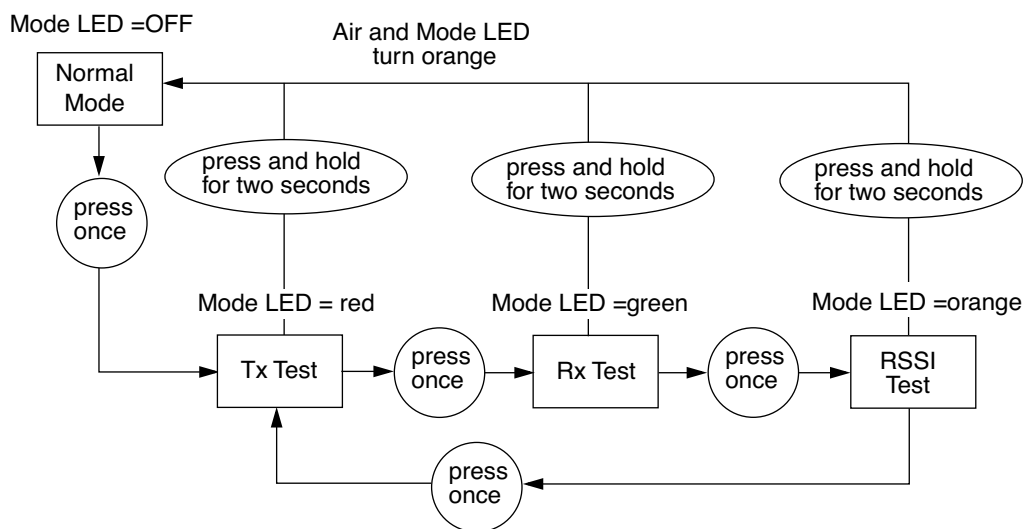 Mode LED =OFF
Air and Mode LED
turn orange
Normal
Mode
press and hold
for two seconds
press and hold
for two seconds
press and hold
for two seconds
press
once
Mode LED = red
Mode LED =green
Mode LED =orange
Tx Test
press
once
Rx Test
press
once
RSSI
Test
press
once